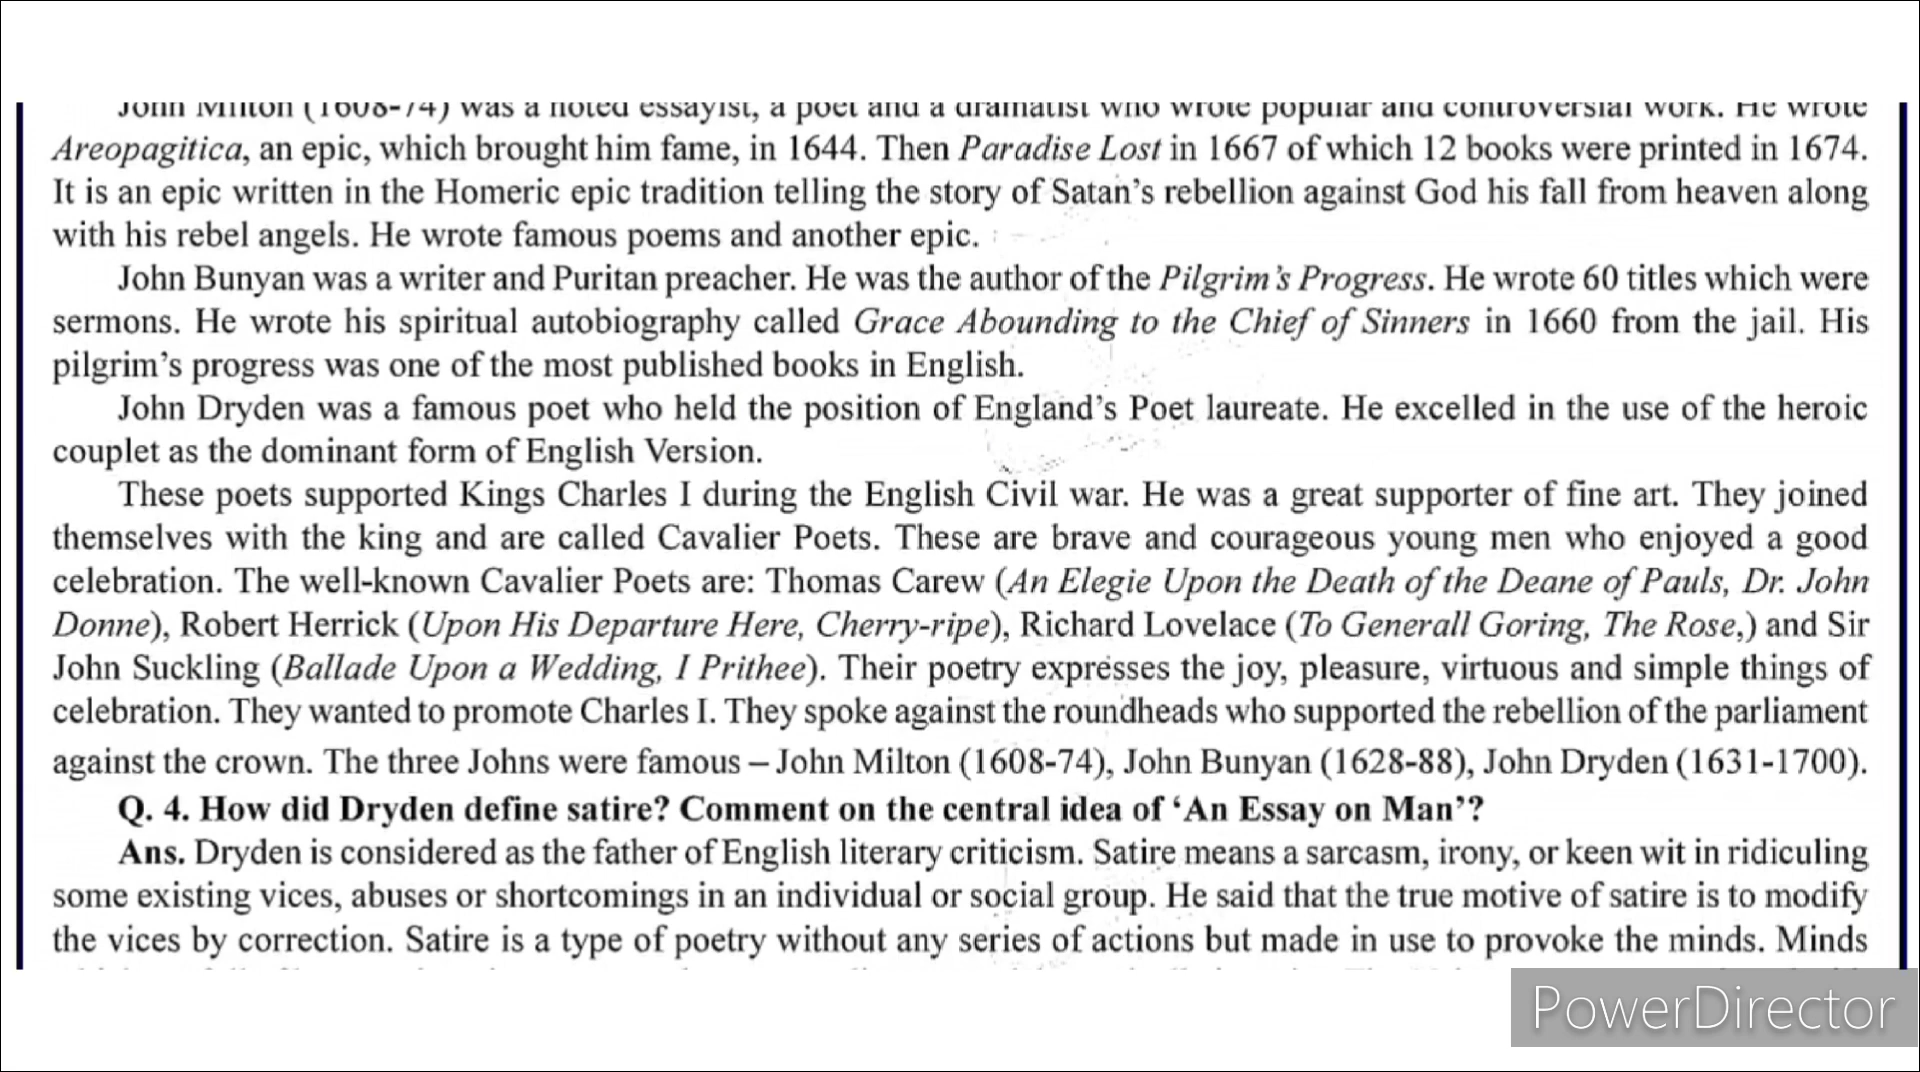 John Milton (1608-74) was a noted essayist, a poet and a dramatist who wrote popular and controversial work. He wrote
Areopagitica, an epic, which brought him fame, in 1644. Then Paradise Lost in 1667 of which 12 books were printed in 1674.
It is an epic written in the Homeric epic tradition telling the story of Satan’s rebellion against God his fall from heaven along
with his rebel angels. He wrote famous poems and another epic.
John Bunyan was a writer and Puritan preacher. He was the author of the Pilgrim’s Progress. He wrote 60 titles which were
sermons. He wrote his spiritual autobiography called Grace Abounding to the Chief of Sinners in 1660 from the jail. His
pilgrim’s progress was one of the most published books in English.
John Dryden was a famous poet who held the position of England’s Poet laureate. He excelled in the use of the heroic
couplet as the dominant form of English Version.
These poets supported Kings Charles I during the English Civil war. He was a great supporter of fine art. They joined
themselves with the king and are called Cavalier Poets. These are brave and courageous young men who enjoyed a good
celebration. The well-known Cavalier Poets are: Thomas Carew (An Elegie Upon the Death of the Deane of Pauls, Dr. John
Donne), Robert Herrick (Upon His Departure Here, Cherry-ripe), Richard Lovelace (To Generall Goring, The Rose,) and Sir
John Suckling (Ballade Upon a Wedding, I Prithee). Their poetry expresses the joy, pleasure, virtuous and simple things of
celebration. They wanted to promote Charles I. They spoke against the roundheads who supported the rebellion of the parliament
against the crown. The three Johns were famous – John Milton (1608-74), John Bunyan (1628-88), John Dryden (1631-1700).
Q. 4. How did Dryden define satire? Comment on the central idea of ‘An Essay on Man’?
Ans. Dryden is considered as the father of English literary criticism. Satire means a sarcasm, irony, or keen wit in ridiculing
some existing vices, abuses or shortcomings in an individual or social group. He said that the true motive of satire is to modify
the vices by correction. Satire is a type of poetry without any series of actions but made in use to provoke the minds. Minds
PowerDirector